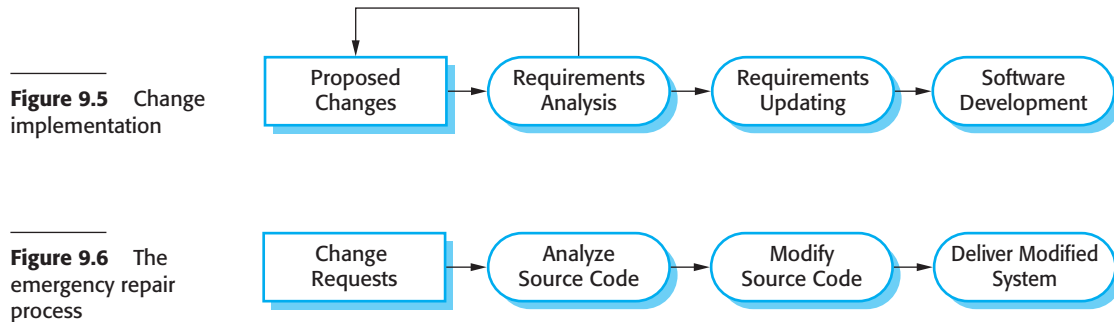 Figure 9.5 Change
implementation
Proposed
Changes
Requirements
Analysis
Requirements
Updating
Software
Development
Figure 9.6 The
emergency repair
process
Change
Requests
Analyze
Source Code
Modify
Source Code
Deliver Modified
System